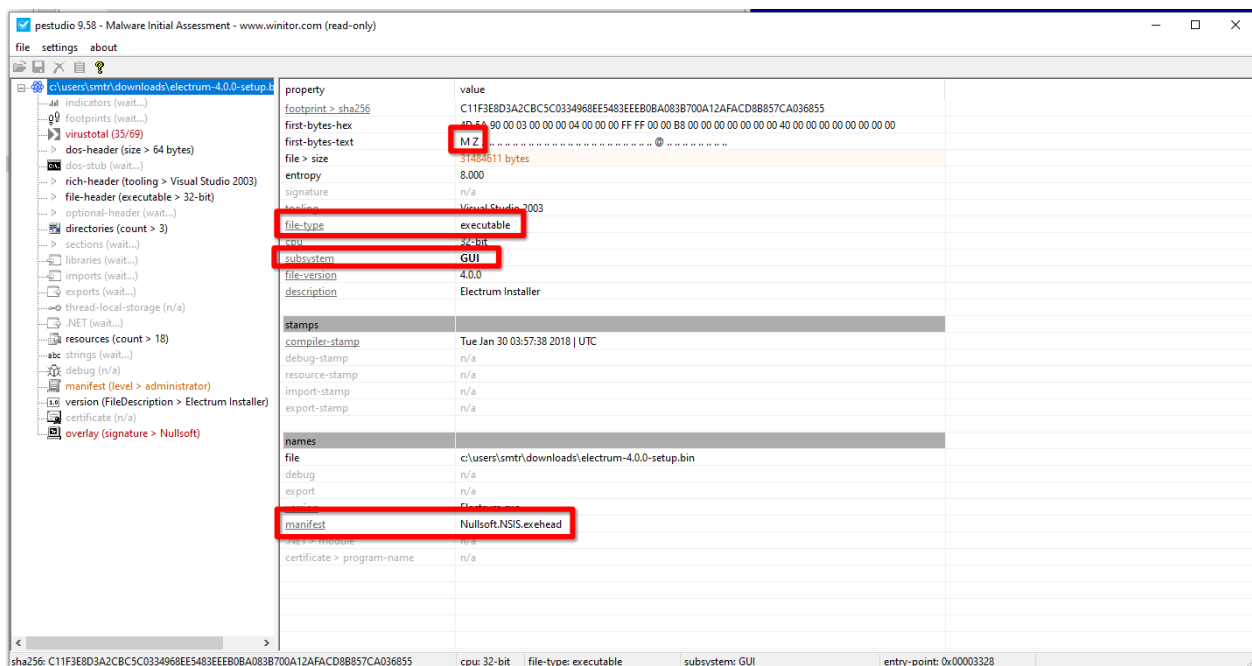 pestudio 9.58 - Malware Initial Assessment - www.winitor.com (read-only)
file settings about
c:\users\smtr\downloads\electrum-4.0.0-setup.b
indicators (wait...)
footprints (wait...)
virustotal (35/69)
dos-header (size > 64 bytes)
dos-stub (wait...)
rich-header (tooling > Visual Studio 2003)
file-header (executable > 32-bit)
optional-header (wait...)
directories (count > 3)
sections (wait...)
libraries (wait...)
imports (wait...)
exports (wait...)
thread-local-storage (n/a)
.NET (wait...)
resources (count > 18)
abc strings (wait...)
debug (n/a)
manifest (level > administrator)
version (FileDescription > Electrum Installer)
certificate (n/a)
overlay (signature > Nullsoft)
property value
footprint > sha256 C11F3E8D3A2CBC5C0334968EE5483EEEB0BA083B700A12AFACD8B857CA036855
first-bytes-hex 4D 5A 90 00 03 00 00 00 04 00 00 00 FF FF 00 00 B8 00 00 00 00 00 00 00 40 00 00 00 00 00 00 00
first-bytes-text M Z .. .. .. .. .. .. .. .. .. .. .. .. .. .. .. .. .. .. .. .. .. .. @ .. .. .. .. .. .. ..
file > size 31484611 bytes
entropy 8.000
signature n/a
tooling Visual Studio 2003
file-type executable
cpu 32-bit
subsystem GUI
file-version 4.0.0
description Electrum Installer
stamps
compiler-stamp Tue Jan 30 03:57:38 2018 | UTC
debug-stamp n/a
resource-stamp n/a
import-stamp n/a
export-stamp n/a
names
file c:\users\smtr\downloads\electrum-4.0.0-setup.bin
debug n/a
export n/a
version Electrum.exe
manifest Nullsoft.NSIS.exehead
.NET > module n/a
certificate > program-name n/a
sha256: C11F3E8D3A2CBC5C0334968EE5483EEEB0BA083B700A12AFACD8B857CA036855 cpu: 32-bit file-type: executable subsystem: GUI entry-point: 0x00003328